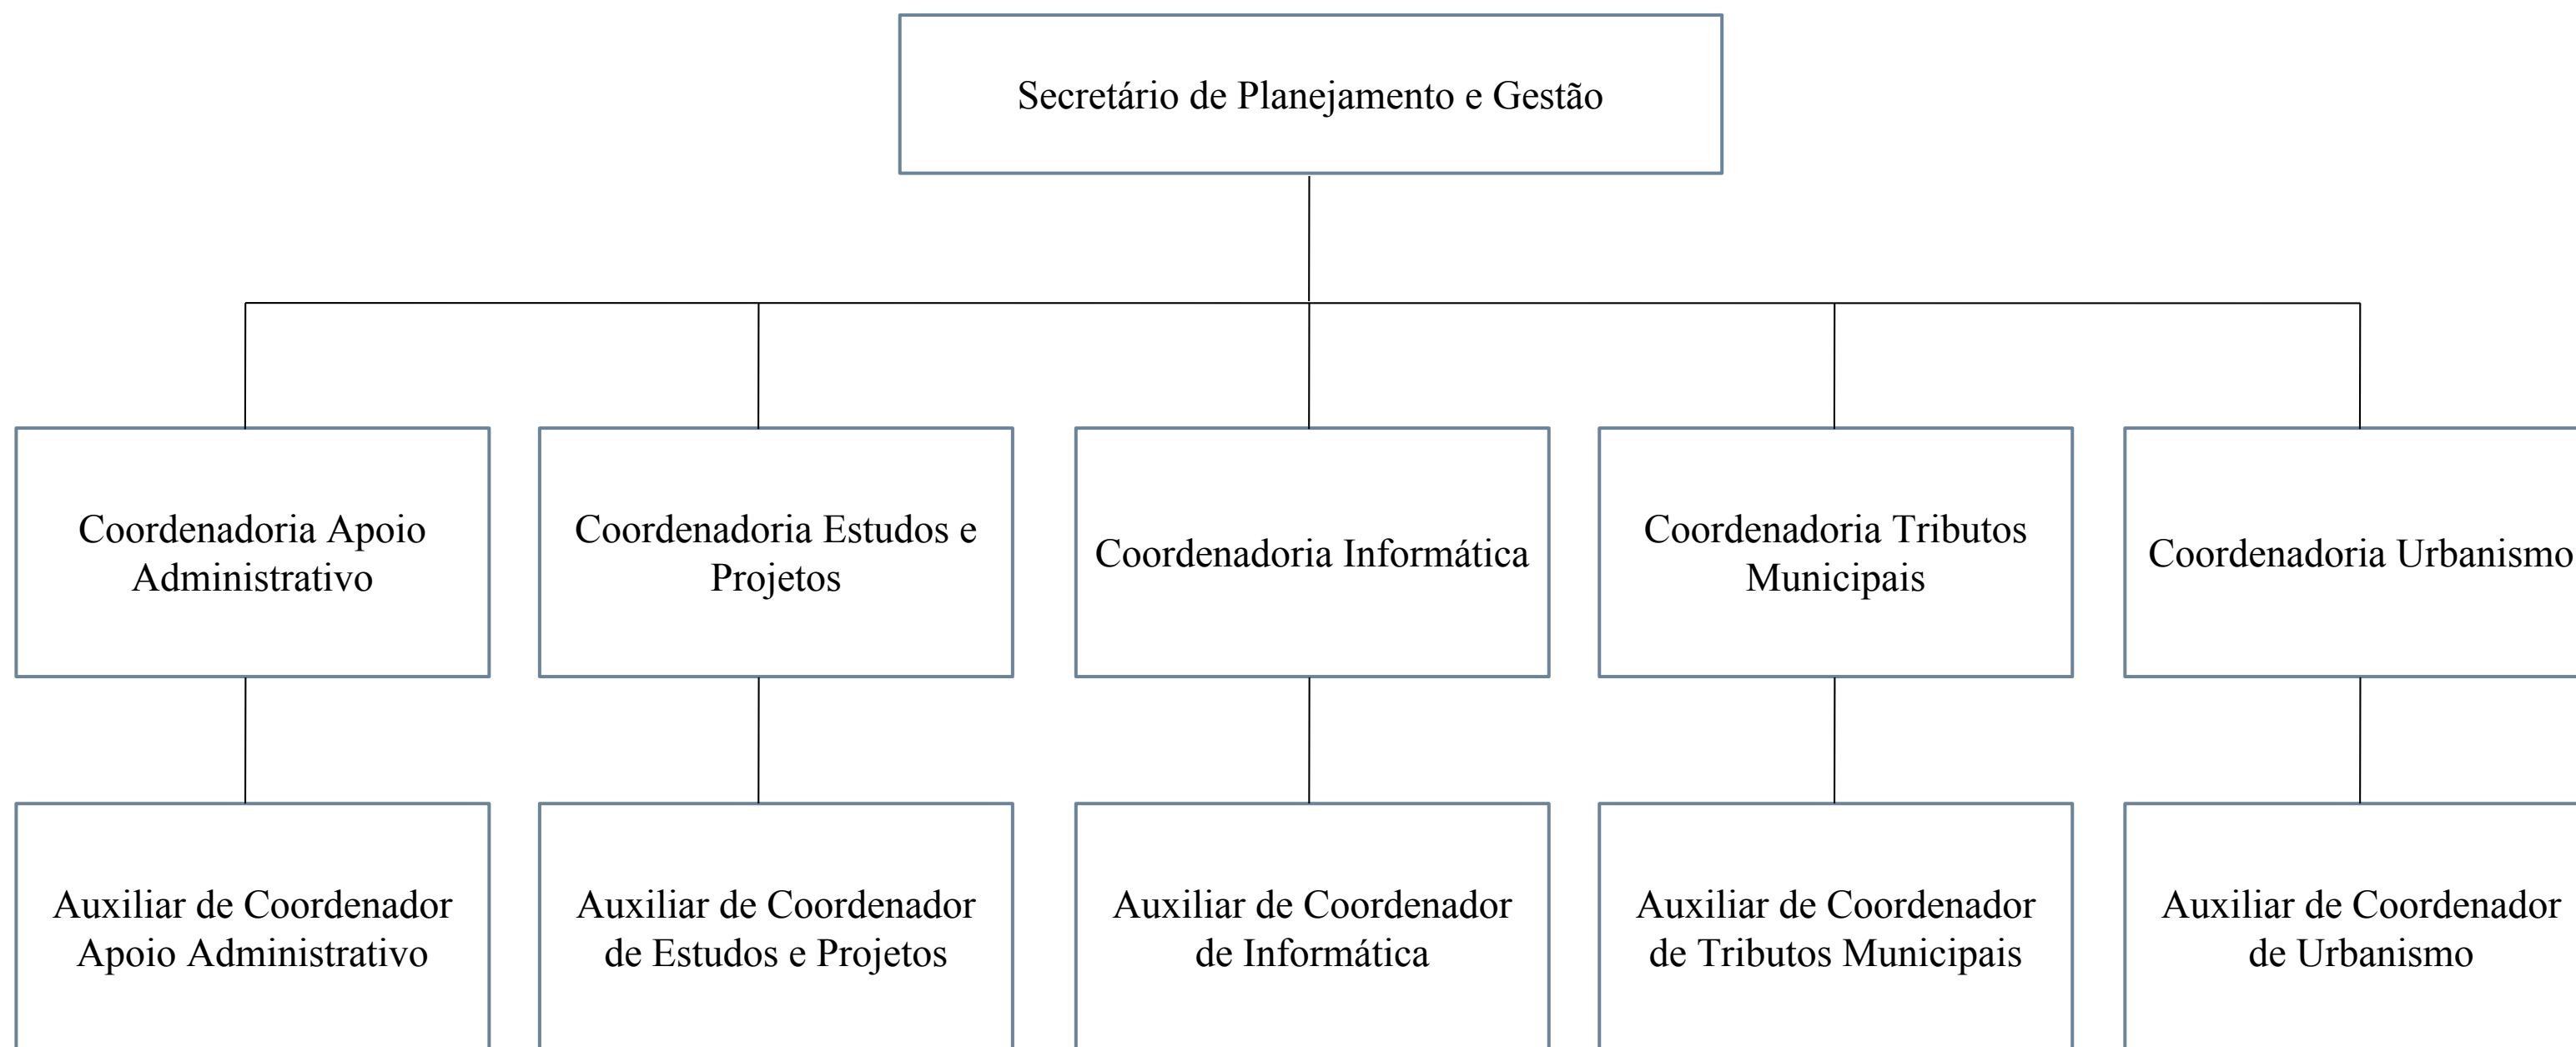 Secretário de Planejamento e Gestão
Coordenadoria Apoio
Administrativo
Coordenadoria Estudos e
Projetos
Coordenadoria Informática
Coordenadoria Tributos
Municipais
Coordenadoria Urbanismo
Auxiliar de Coordenador
Apoio Administrativo
Auxiliar de Coordenador
de Estudos e Projetos
Auxiliar de Coordenador
de Informática
Auxiliar de Coordenador
de Tributos Municipais
Auxiliar de Coordenador
de Urbanismo